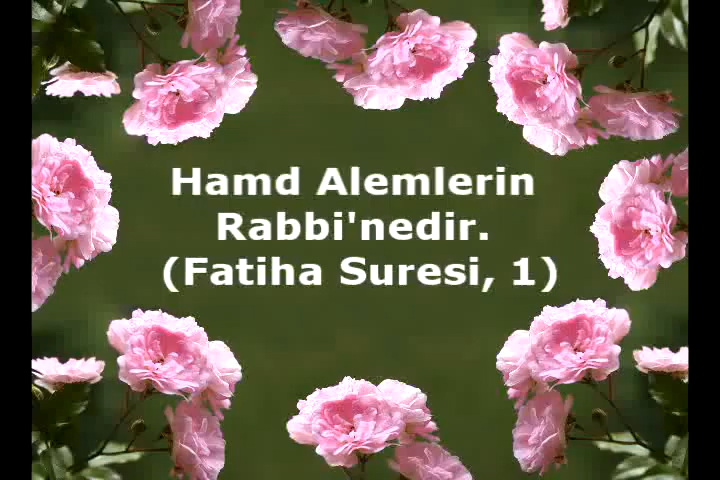 Hamd Alemlerin
Rabbi'nedir.
(Fatiha Suresi, 1)